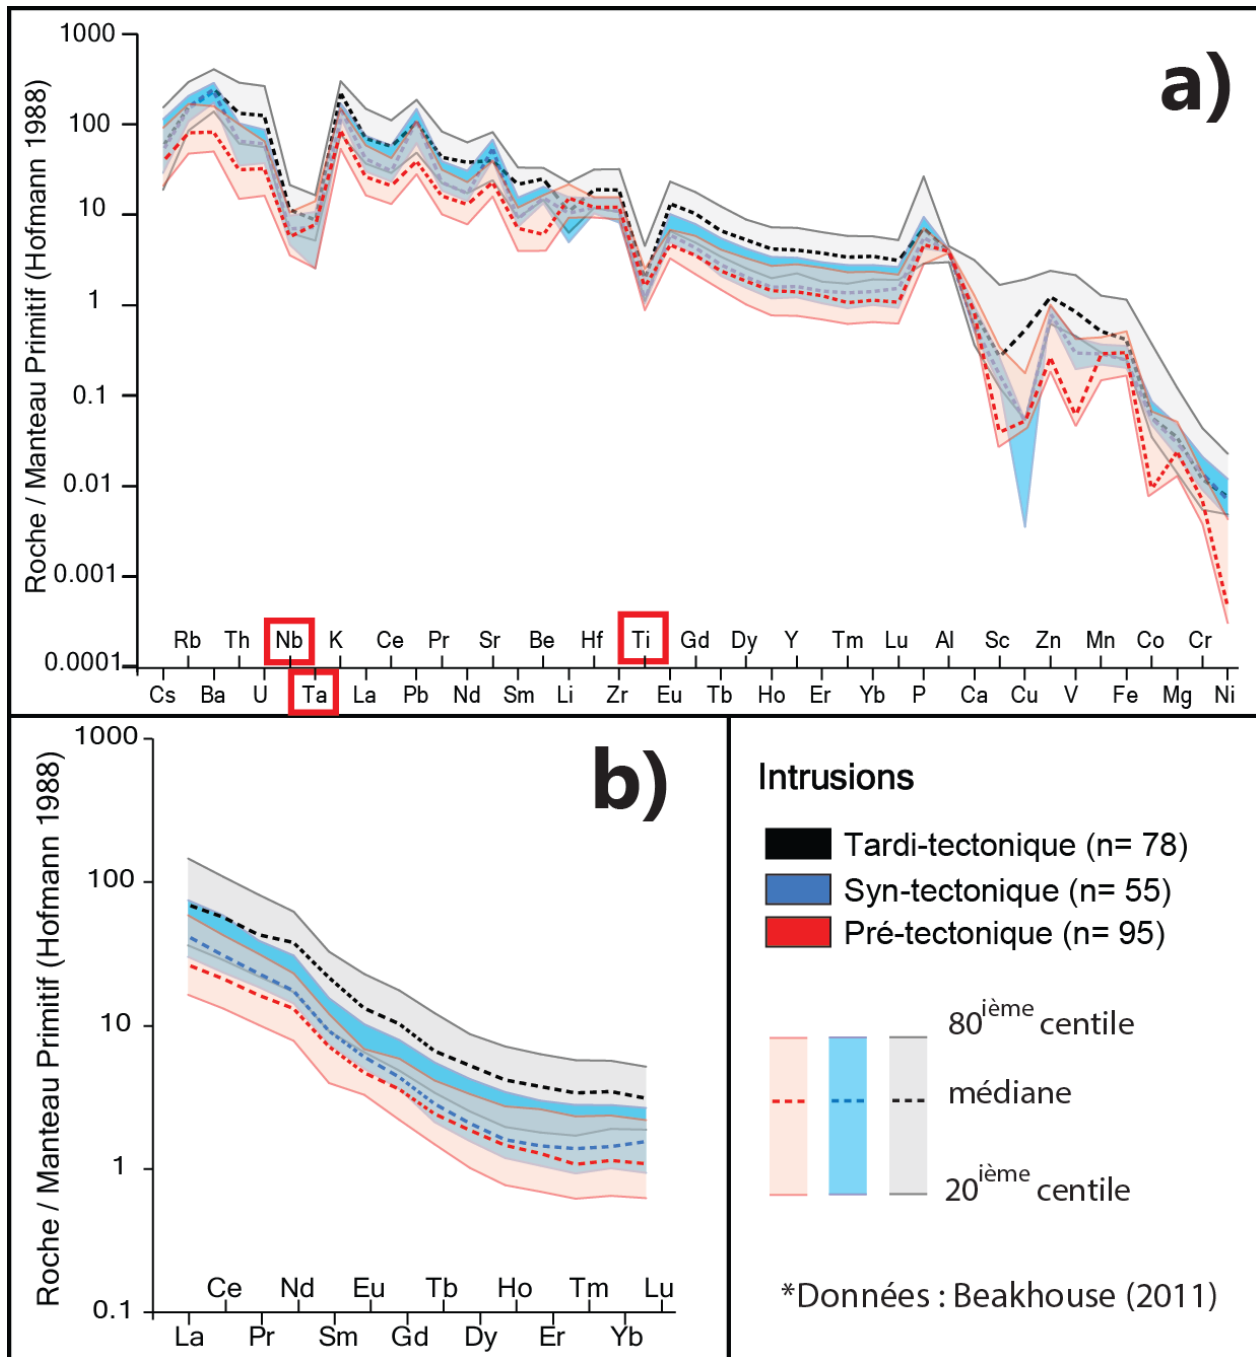 a)
Roche / Manteau Primitif (Hofmann 1988)
1000
100
10
1
0.1
0.01
0.001
0.0001
Rb Th Nb K Ce Pr Sr Be Hf Ti Gd Dy Y Tm Lu Al Sc Zn Mn Co Cr
Cs Ba U Ta La Pb Nd Sm Li Zr Eu Tb Ho Er Yb P Ca Cu V Fe Mg Ni
b)
Roche / Manteau Primitif (Hofmann 1988)
1000
100
10
1
0.1
Ce Nd Eu Tb Ho Tm Lu
La Pr Sm Gd Dy Er Yb
Intrusions
Tardi-tectonique (n= 78)
Syn-tectonique (n= 55)
Pré-tectonique (n= 95)
80ième centile
médiane
20ième centile
*Données : Beakhouse (2011)